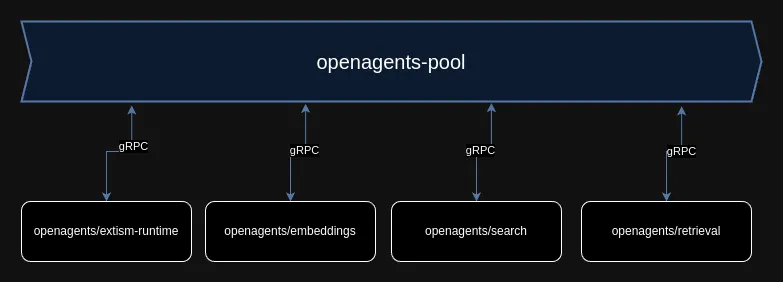 openagents-pool
gRPC
gRPC
gRPC
gRPC
openagents/extism-runtime
openagents/embeddings
openagents/search
openagents/retrieval